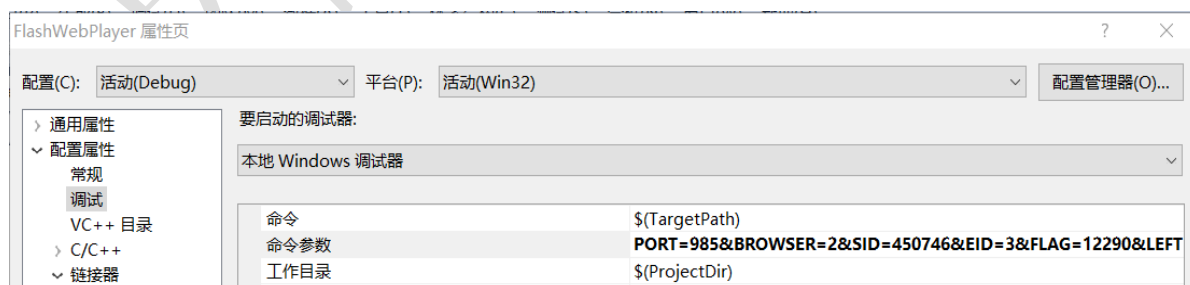 FlashWebPlayer 属性页
配置(C): 活动(Debug) 平台(P): 活动(Win32) 配置管理器(O)...
通用属性
配置属性
常规
调试
VC++ 目录
C/C++
链接器
要启动的调试器:
本地 Windows 调试器
命令 $(TargetPath)
命令参数 PORT=985&BROWSER=2&SID=450746&EID=3&FLAG=12290&LEFT
工作目录 $(ProjectDir)